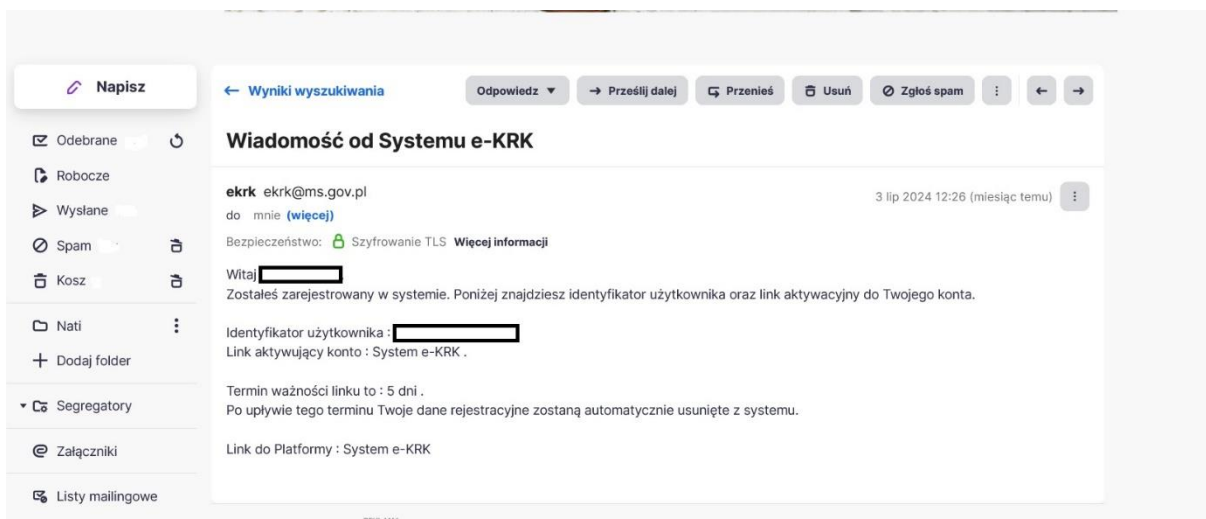 Napisz
Odebrane
Robocze
Wysłane
Spam
Kosz
Nati
Dodaj folder
Segregatory
Załączniki
Listy mailingowe
← Wyniki wyszukiwania
Odpowiedz ▼
→ Prześlij dalej
Przenieś
Usuń
Zgłoś spam
Wiadomość od Systemu e-KRK
ekrk ekrk@ms.gov.pl
3 lip 2024 12:26 (miesiąc temu)
do mnie (więcej)
Bezpieczeństwo: Szyfrowanie TLS Więcej informacji
Witaj
Zostałeś zarejestrowany w systemie. Poniżej znajdziesz identyfikator użytkownika oraz link aktywacyjny do Twojego konta.
Identyfikator użytkownika :
Link aktywujący konto : System e-KRK .
Termin ważności linku to : 5 dni .
Po upływie tego terminu Twoje dane rejestracyjne zostaną automatycznie usunięte z systemu.
Link do Platformy : System e-KRK